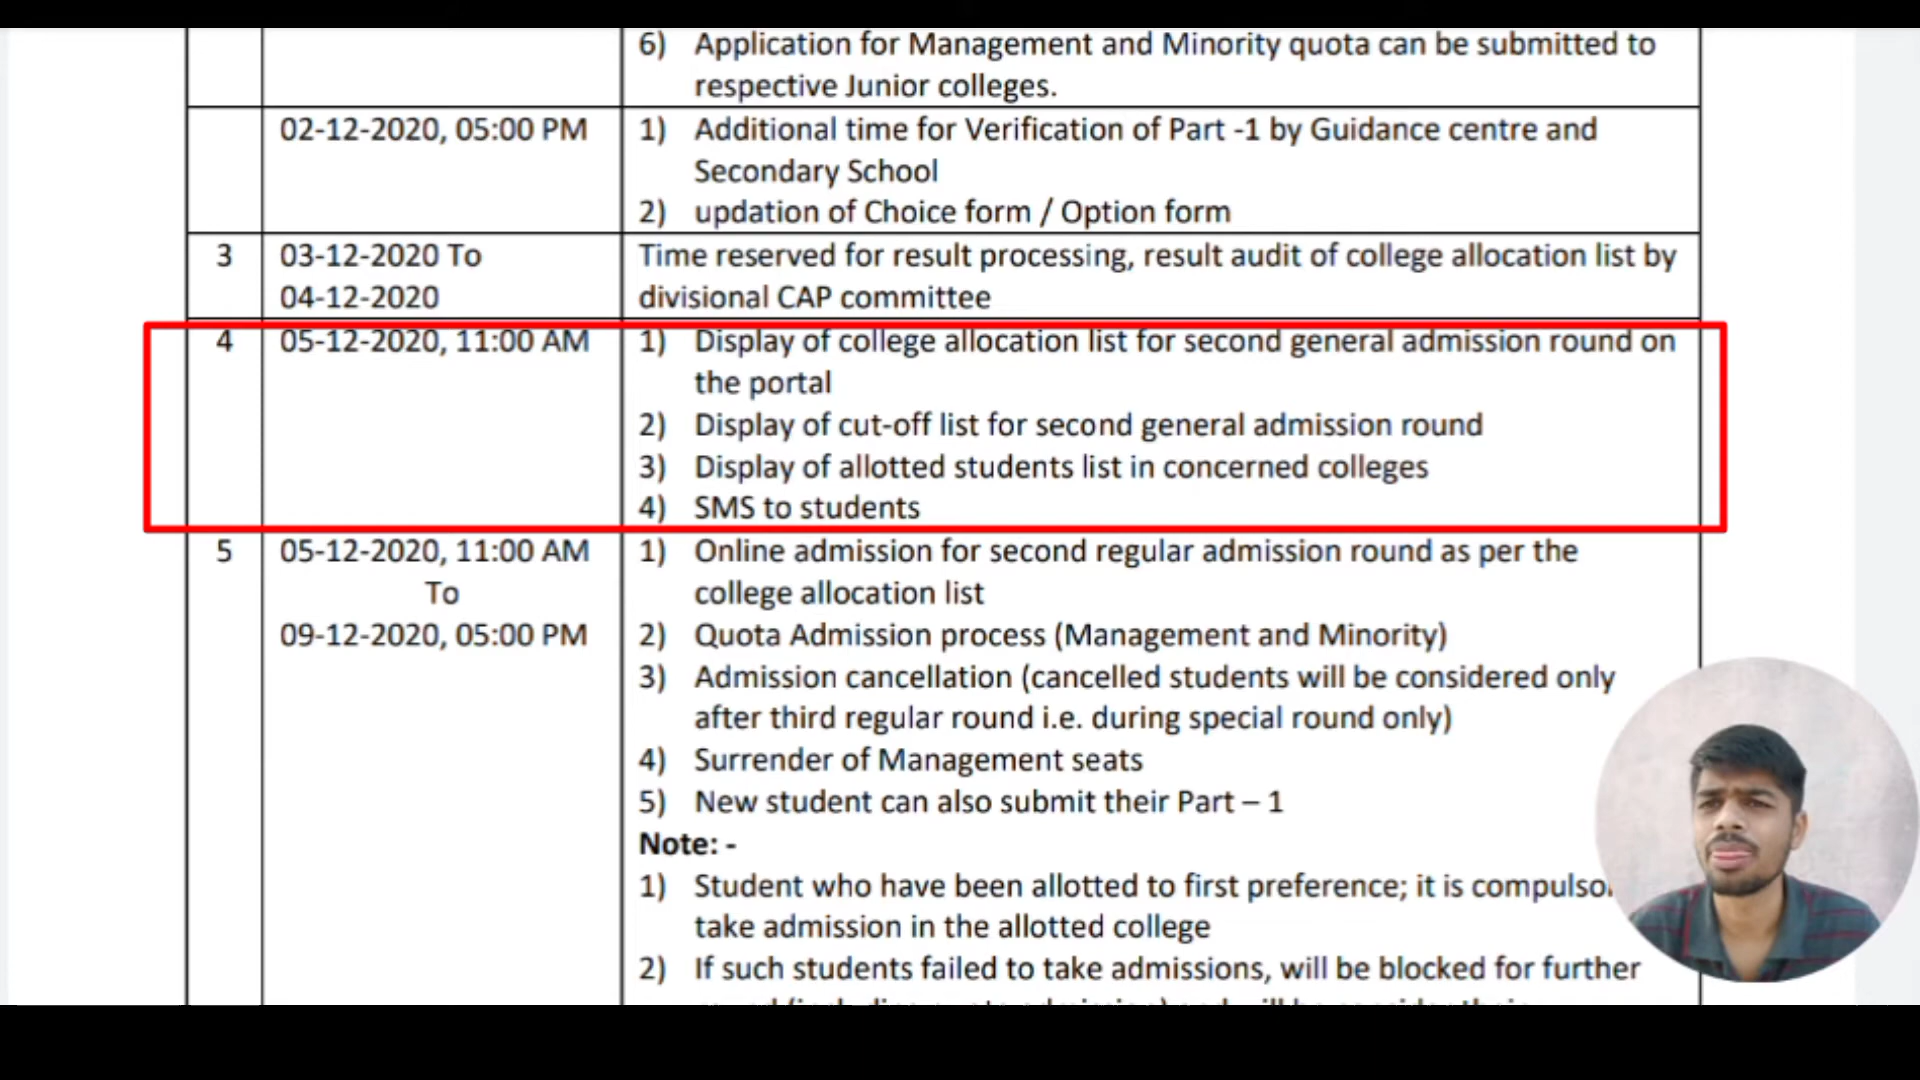 6) Application for Management and Minority quota can be submitted to
respective Junior colleges.
02-12-2020, 05:00 PM
1) Additional time for Verification of Part -1 by Guidance centre and
Secondary School
2) updation of Choice form / Option form
3
03-12-2020 To
04-12-2020
Time reserved for result processing, result audit of college allocation list by
divisional CAP committee
4
05-12-2020, 11:00 AM
1) Display of college allocation list for second general admission round on
the portal
2) Display of cut-off list for second general admission round
3) Display of allotted students list in concerned colleges
4) SMS to students
5
05-12-2020, 11:00 AM
To
09-12-2020, 05:00 PM
1) Online admission for second regular admission round as per the
college allocation list
2) Quota Admission process (Management and Minority)
3) Admission cancellation (cancelled students will be considered only
after third regular round i.e. during special round only)
4) Surrender of Management seats
5) New student can also submit their Part – 1
Note: -
1) Student who have been allotted to first preference; it is
take admission in the allotted college
2) If such students failed to take admissions, will be blocked for further